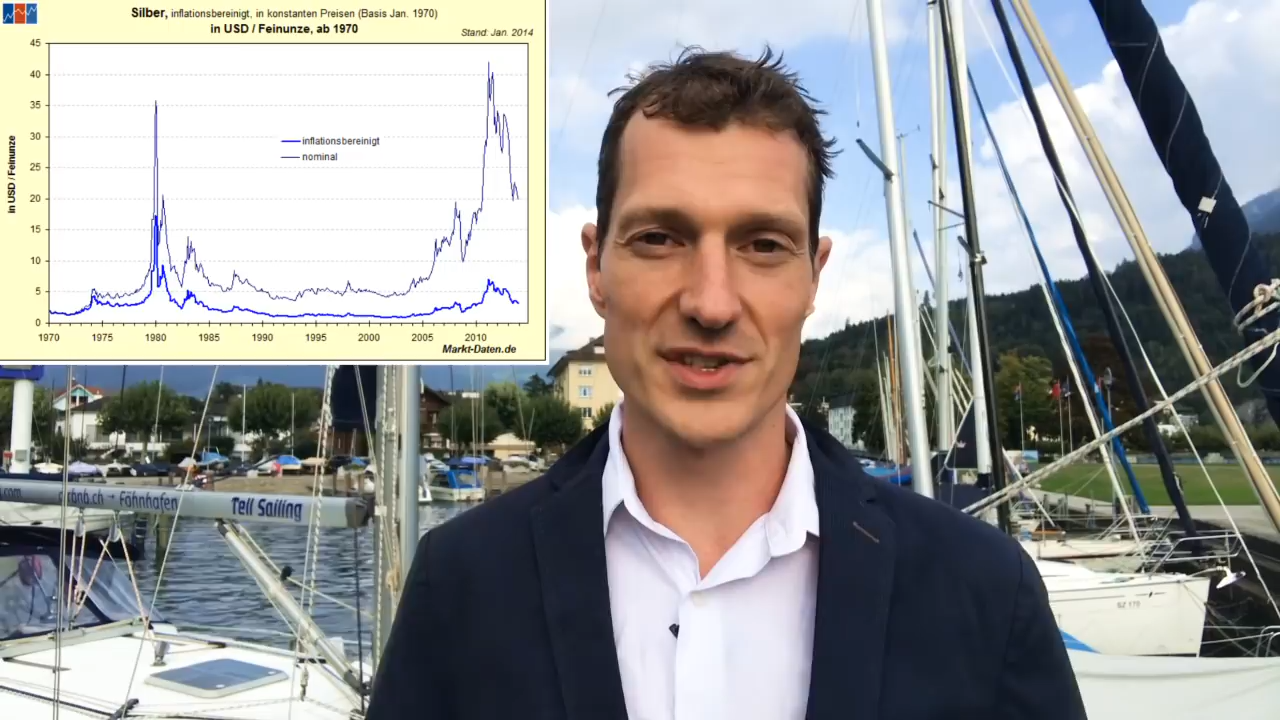 Silber, inflationsbereinigt, in konstanten Preisen (Basis Jan. 1970)
in USD / Feinunze, ab 1970
Stand: Jan. 2014
in USD / Feinunze
45
40
35
30
25
20
15
10
5
0
inflationsbereinigt
nominal
1970 1975 1980 1985 1990 1995 2000 2005 2010
Markt-Daten.de
Föhnhafen Tell Sailing